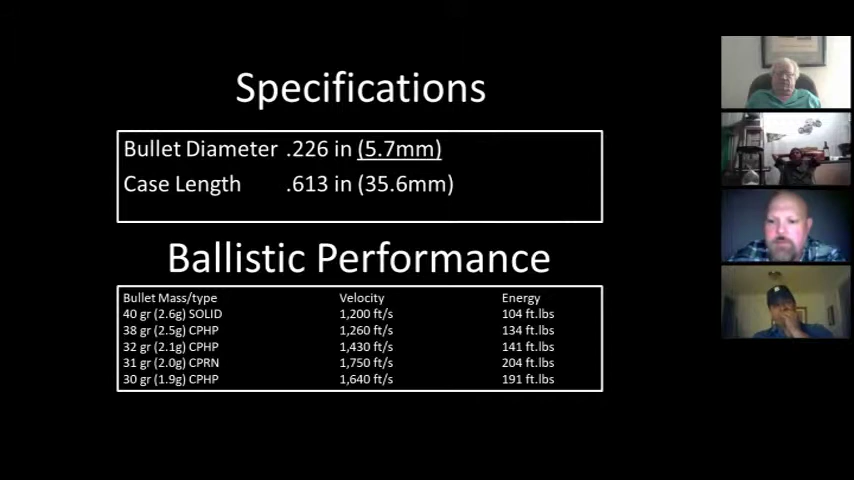 Specifications
Bullet Diameter .226 in (5.7mm)
Case Length .613 in (35.6mm)
Ballistic Performance
Bullet Mass/type Velocity Energy
40 gr (2.6g) SOLID 1,200 ft/s 104 ft.lbs
38 gr (2.5g) CPHP 1,260 ft/s 134 ft.lbs
32 gr (2.1g) CPHP 1,430 ft/s 141 ft.lbs
31 gr (2.0g) CPRN 1,750 ft/s 204 ft.lbs
30 gr (1.9g) CPHP 1,640 ft/s 191 ft.lbs